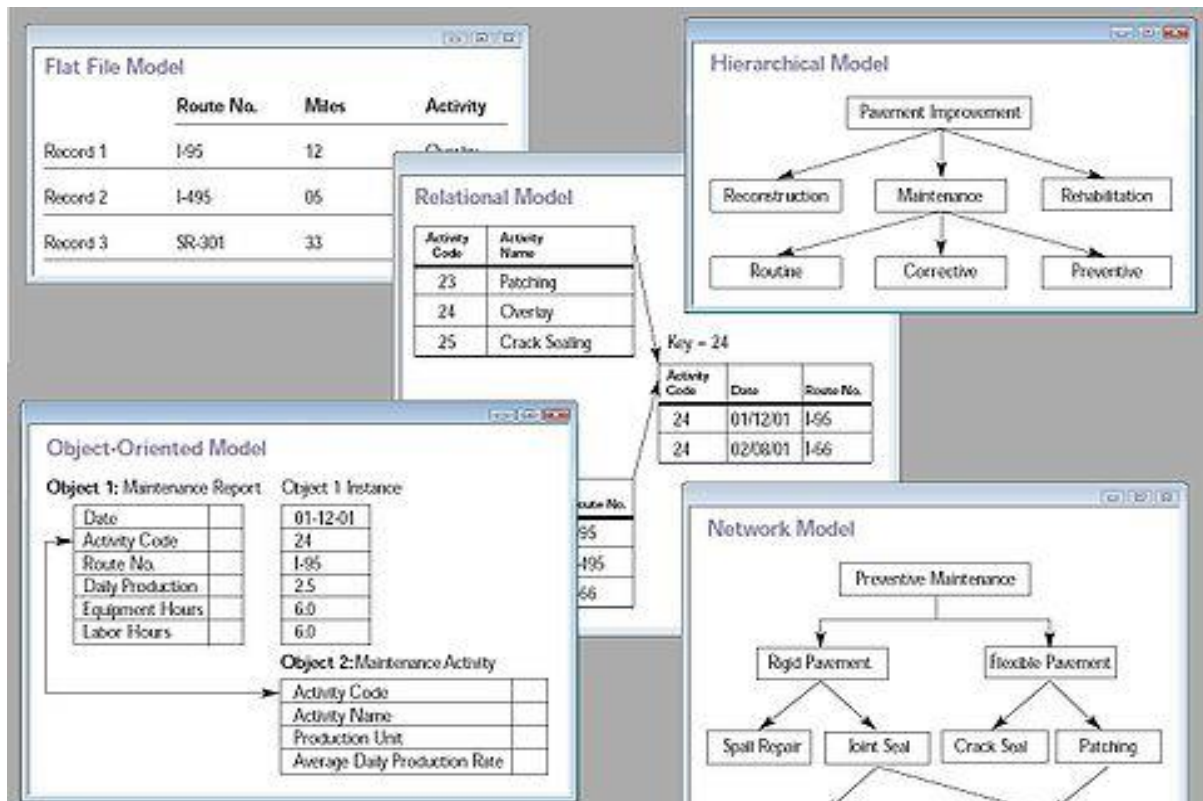 Flat File Model
Route No. Miles Activity
Record 1 I-95 12 Overlay
Record 2 I-495 05
Record 3 SR-301 33
Hierarchical Model
Pavement Improvement
Reconstruction Maintenance Rehabilitation
Routine Corrective Preventive
Relational Model
Activity Code Activity Name
23 Patching
24 Overlay
25 Crack Sealing
Key = 24
Activity Code Date Route No.
24 01/12/01 I-95
24 02/08/01 I-66
Route No.
95
495
66
Object-Oriented Model
Object 1: Maintenance Report Object 1 Instance
Date 01-12-01
Activity Code 24
Route No. I-95
Daily Production 2.5
Equipment Hours 6.0
Labor Hours 6.0
Object 2: Maintenance Activity
Activity Code
Activity Name
Production Unit
Average Daily Production Rate
Network Model
Preventive Maintenance
Rigid Pavement Flexible Pavement
Spall Repair Joint Seal Crack Seal Patching